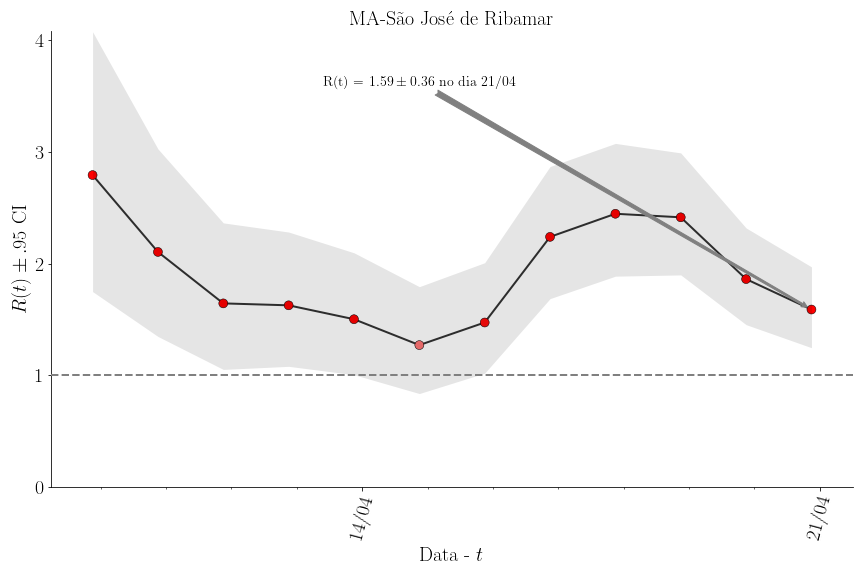 MA-São José de Ribamar
R(t) = 1.59 ± 0.36 no dia 21/04
4
3
2
1
0
R(t) ± .95 CI
14/04
21/04
Data - t